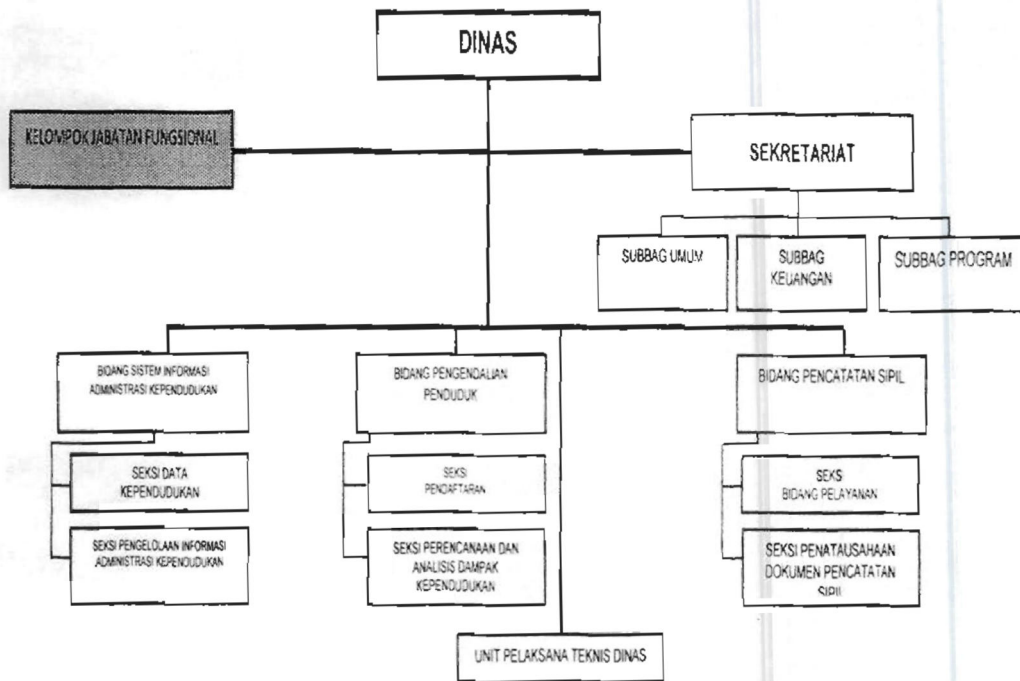 DINAS
KELOMPOK JABATAN FUNGSIONAL
SEKRETARIAT
SUBBAG UMUM
SUBBAG
KEUANGAN
SUBBAG PROGRAM
BIDANG SISTEM INFORMASI
ADMINISTRASI KEPENDUDUKAN
BIDANG PENGENDALIAN
PENDUDUK
BIDANG PENCATATAN SIPIL
SEKSI DATA
KEPENDUDUKAN
SEKSI
PENDAFTARAN
SEKS
BIDANG PELAYANAN
SEKSI PENGELOLAAN INFORMASI
ADMINISTRASI KEPENDUDUKAN
SEKSI PERENCANAAN DAN
ANALISIS DAMPAK
KEPENDUDUKAN
SEKSI PENATAUSAHAAN
DOKUMEN PENCATATAN
SIPIL
UNIT PELAKSANA TEKNIS DINAS